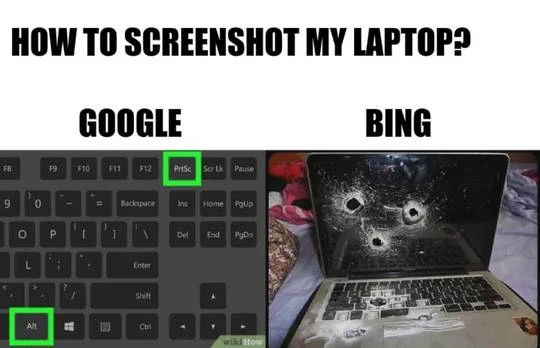 HOW TO SCREENSHOT MY LAPTOP?
GOOGLE
BING
F8 F9 F10 F11 F12 PrtSc Scr Lk Pause
9 ) 0 - = Backspace Ins Home PgUp
O P { [ } ] | \ Del End PgDn
L : ; " ' Enter
< , > . ? / Shift
Alt Ctrl
wikiHow